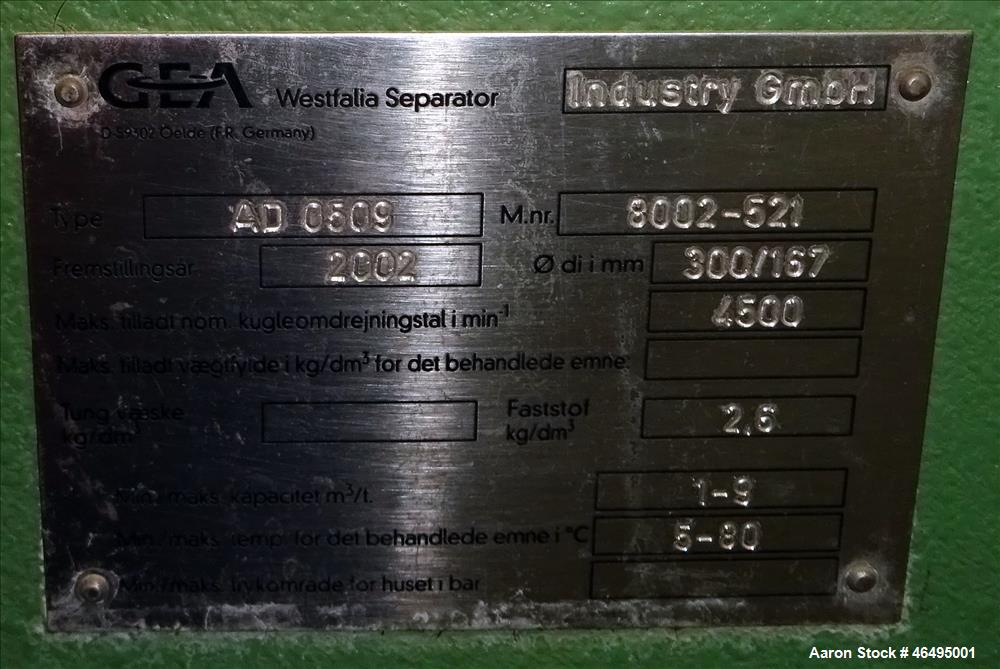 GEA Westfalia Separator Industry GmbH
D-59302 Oelde (F.R. Germany)
Type AD 0509 M.nr. 8002-521
Fremstillingsår 2002 Ø di i mm 300/167
Maks. tilladt nom. kugleomdrejningstal i min⁻¹ 4500
Maks. tilladt vægtfylde i kg/dm³ for det behandlede emne:
Tung væske kg/dm³ Faststof kg/dm³ 2,6
Min./maks. kapacitet m³/t. 1-9
Min./maks. temp. for det behandlede emne i °C 5-80
Min./maks. trykområde for huset i bar
Aaron Stock # 46495001